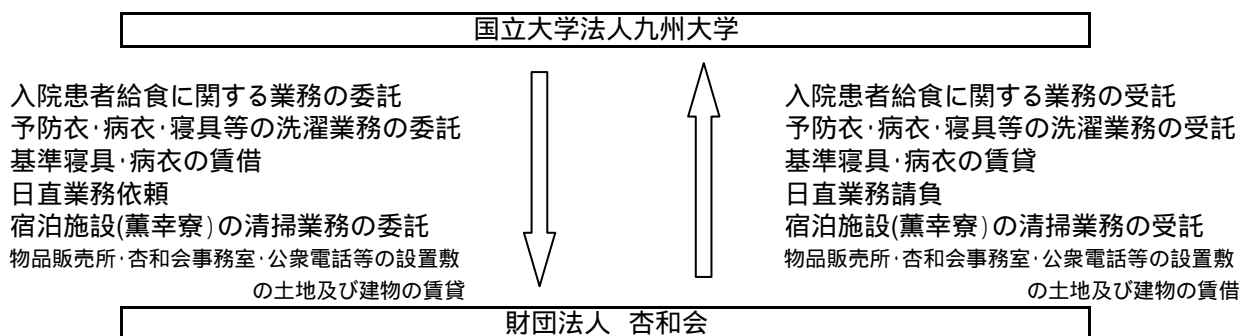 国立大学法人九州大学
入院患者給食に関する業務の委託
予防衣·病衣·寝具等の洗濯業務の委託
基準寝具·病衣の賃借
日直業務依頼
宿泊施設(薫幸寮)の清掃業務の委託
物品販売所·杏和会事務室·公衆電話等の設置敷
の土地及び建物の賃貸
入院患者給食に関する業務の受託
予防衣·病衣·寝具等の洗濯業務の受託
基準寝具·病衣の賃貸
日直業務請負
宿泊施設(薫幸寮)の清掃業務の受託
物品販売所·杏和会事務室·公衆電話等の設置敷
の土地及び建物の賃借
財団法人 杏和会